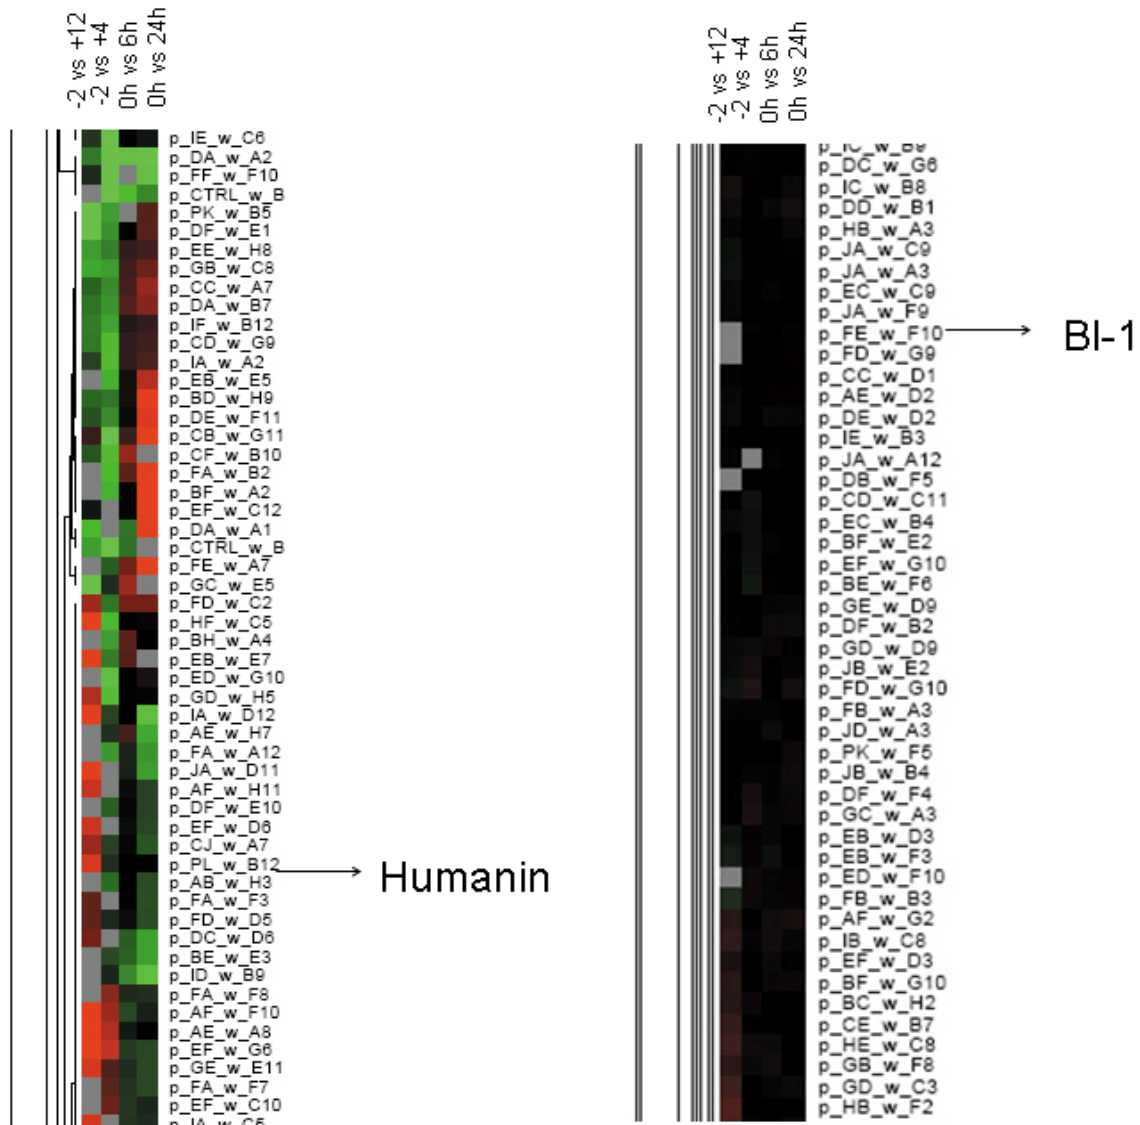 -2 vs +12
-2 vs +4
0h vs 6h
0h vs 24h
p_IE_w_C6
p_DA_w_A2
p_FF_w_F10
p_CTRL_w_B
p_PK_w_B5
p_DF_w_E1
p_EE_w_H8
p_GB_w_C8
p_CC_w_A7
p_DA_w_B7
p_IF_w_B12
p_CD_w_G9
p_IA_w_A2
p_EB_w_E5
p_BD_w_H9
p_DE_w_F11
p_CB_w_G11
p_CF_w_B10
p_FA_w_B2
p_BF_w_A2
p_EF_w_C12
p_DA_w_A1
p_CTRL_w_B
p_FE_w_A7
p_GC_w_E5
p_FD_w_C2
p_HF_w_C5
p_BH_w_A4
p_EB_w_E7
p_ED_w_G10
p_GD_w_H5
p_IA_w_D12
p_AE_w_H7
p_FA_w_A12
p_JA_w_D11
p_AF_w_H11
p_DF_w_E10
p_EF_w_D6
p_CJ_w_A7
p_PL_w_B12
p_AB_w_H3
p_FA_w_F3
p_FD_w_D5
p_DC_w_D6
p_BE_w_E3
p_ID_w_B9
p_FA_w_F8
p_AF_w_F10
p_AE_w_A8
p_EF_w_G6
p_GE_w_E11
p_FA_w_F7
p_EF_w_C10
p_IA_w_C5
Humanin
-2 vs +12
-2 vs +4
0h vs 6h
0h vs 24h
p_IC_w_B9
p_DC_w_G6
p_IC_w_B8
p_DD_w_B1
p_HB_w_A3
p_JA_w_C9
p_JA_w_A3
p_EC_w_C9
p_JA_w_F9
p_FE_w_F10
p_FD_w_G9
p_CC_w_D1
p_AE_w_D2
p_DE_w_D2
p_IE_w_B3
p_JA_w_A12
p_DB_w_F5
p_CD_w_C11
p_EC_w_B4
p_BF_w_E2
p_EF_w_G10
p_BE_w_F6
p_GE_w_D9
p_DF_w_B2
p_GD_w_D9
p_JB_w_E2
p_FD_w_G10
p_FB_w_A3
p_JD_w_A3
p_PK_w_F5
p_JB_w_B4
p_DF_w_F4
p_GC_w_A3
p_EB_w_D3
p_EB_w_F3
p_ED_w_F10
p_FB_w_B3
p_AF_w_G2
p_IB_w_C8
p_EF_w_D3
p_BF_w_G10
p_BC_w_H2
p_CE_w_B7
p_HE_w_C8
p_GB_w_F8
p_GD_w_C3
p_HB_w_F2
BI-1